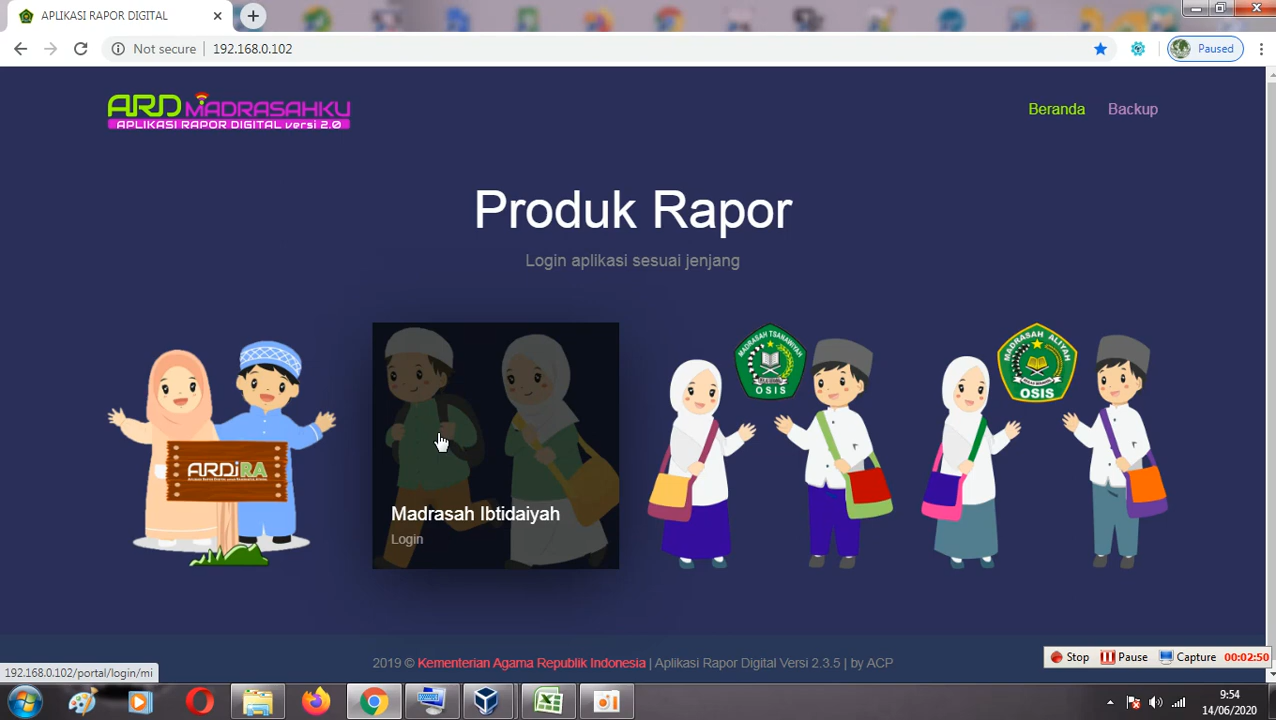 APLIKASI RAPOR DIGITAL
Not secure
192.168.0.102
Paused
ARD MADRASAHKU
APLIKASI RAPOR DIGITAL versi 2.0
Beranda
Backup
Produk Rapor
Login aplikasi sesuai jenjang
ARDiRA
Madrasah Ibtidaiyah
Login
MADRASAH TSANAWIYAH
OSIS
MADRASAH ALIYAH
OSIS
2019 © Kementerian Agama Republik Indonesia | Aplikasi Rapor Digital Versi 2.3.5 | by ACP
192.168.0.102/portal/login/mi
Stop
Pause
Capture
00:02:50
9:54
14/06/2020